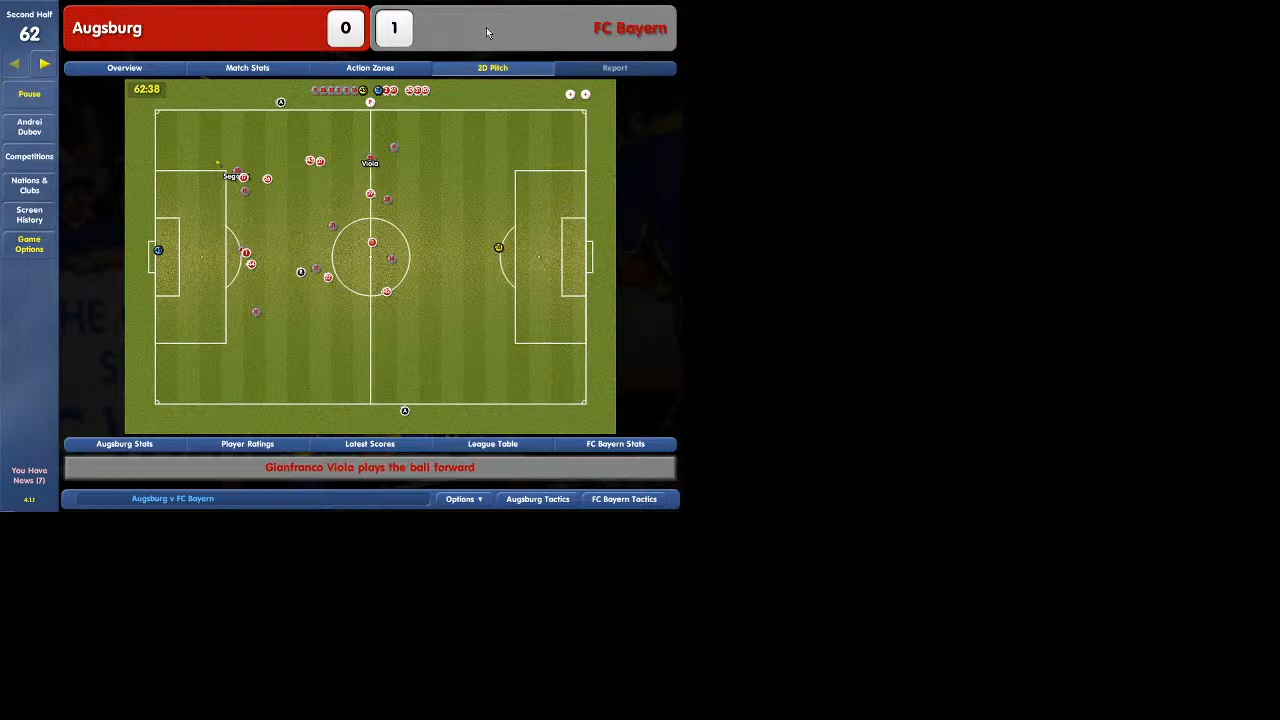 Second Half
62
Augsburg
0
1
FC Bayern
Overview
Match Stats
Action Zones
2D Pitch
Report
Pause
Andrei
Dubov
Competitions
Nations &
Clubs
Screen
History
Game
Options
You Have
News (7)
4.1.1
62:38
A
P
Viola
A
Augsburg Stats
Player Ratings
Latest Scores
League Table
FC Bayern Stats
Gianfranco Viola plays the ball forward
Augsburg v FC Bayern
Options ▼
Augsburg Tactics
FC Bayern Tactics